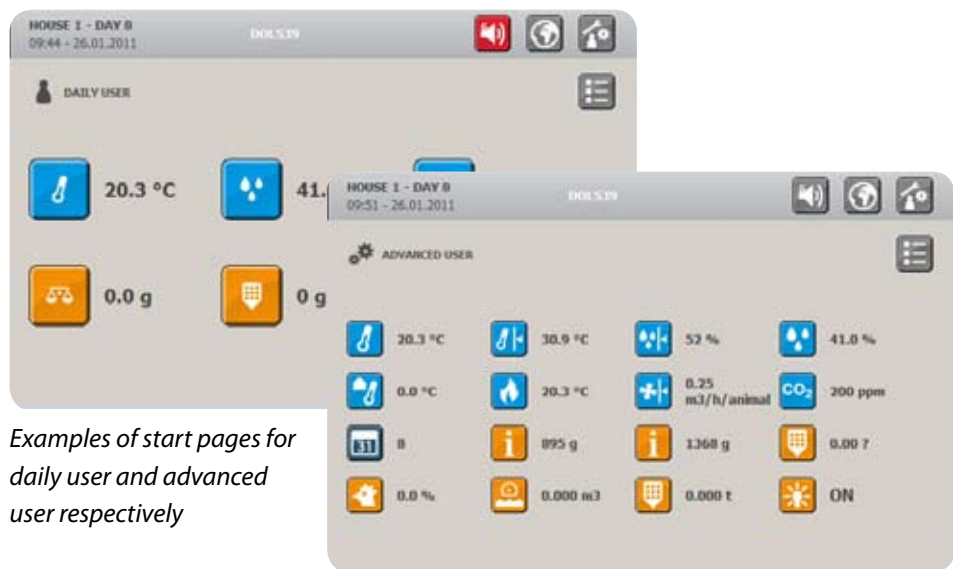 HOUSE 1 - DAY 0
09:44 - 26.01.2011
DOL539
DAILY USER
20.3 °C
41.
0.0 g
0 g
HOUSE 1 - DAY 0
09:51 - 26.01.2011
DOL539
ADVANCED USER
20.3 °C
30.9 °C
52 %
41.0 %
0.0 °C
20.3 °C
0.25
m3/h/animal
CO2
200 ppm
31
0
895 g
i
i
1368 g
0.00 ?
0.0 %
0.000 m3
0.000 t
ON
Examples of start pages for
daily user and advanced
user respectively